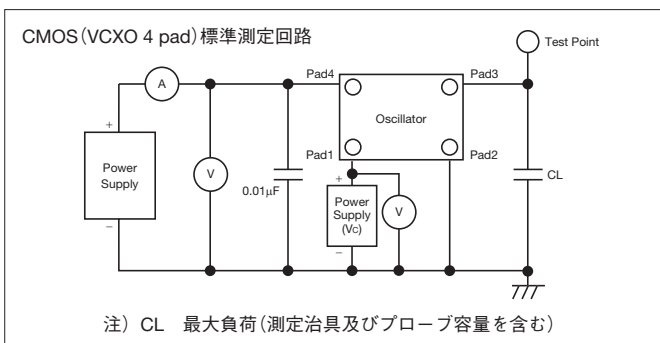 CMOS(VCXO 4 pad)標準測定回路
Test Point
A
Pad4
Pad3
Oscillator
+
Power
Supply
−
V
0.01μF
Pad1
Pad2
+
Power
Supply
(Vc)
−
V
CL
注) CL 最大負荷(測定治具及びプローブ容量を含む)